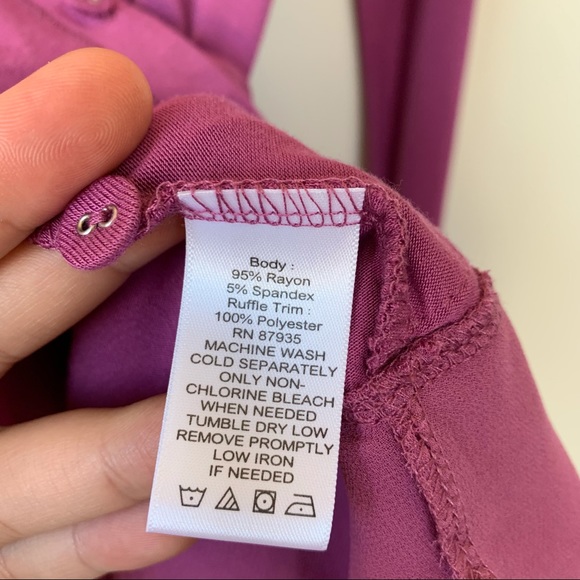 Body :
95% Rayon
5% Spandex
Ruffle Trim :
100% Polyester
RN 87935
MACHINE WASH
COLD SEPARATELY
ONLY NON-
CHLORINE BLEACH
WHEN NEEDED
TUMBLE DRY LOW
REMOVE PROMPTLY
LOW IRON
IF NEEDED